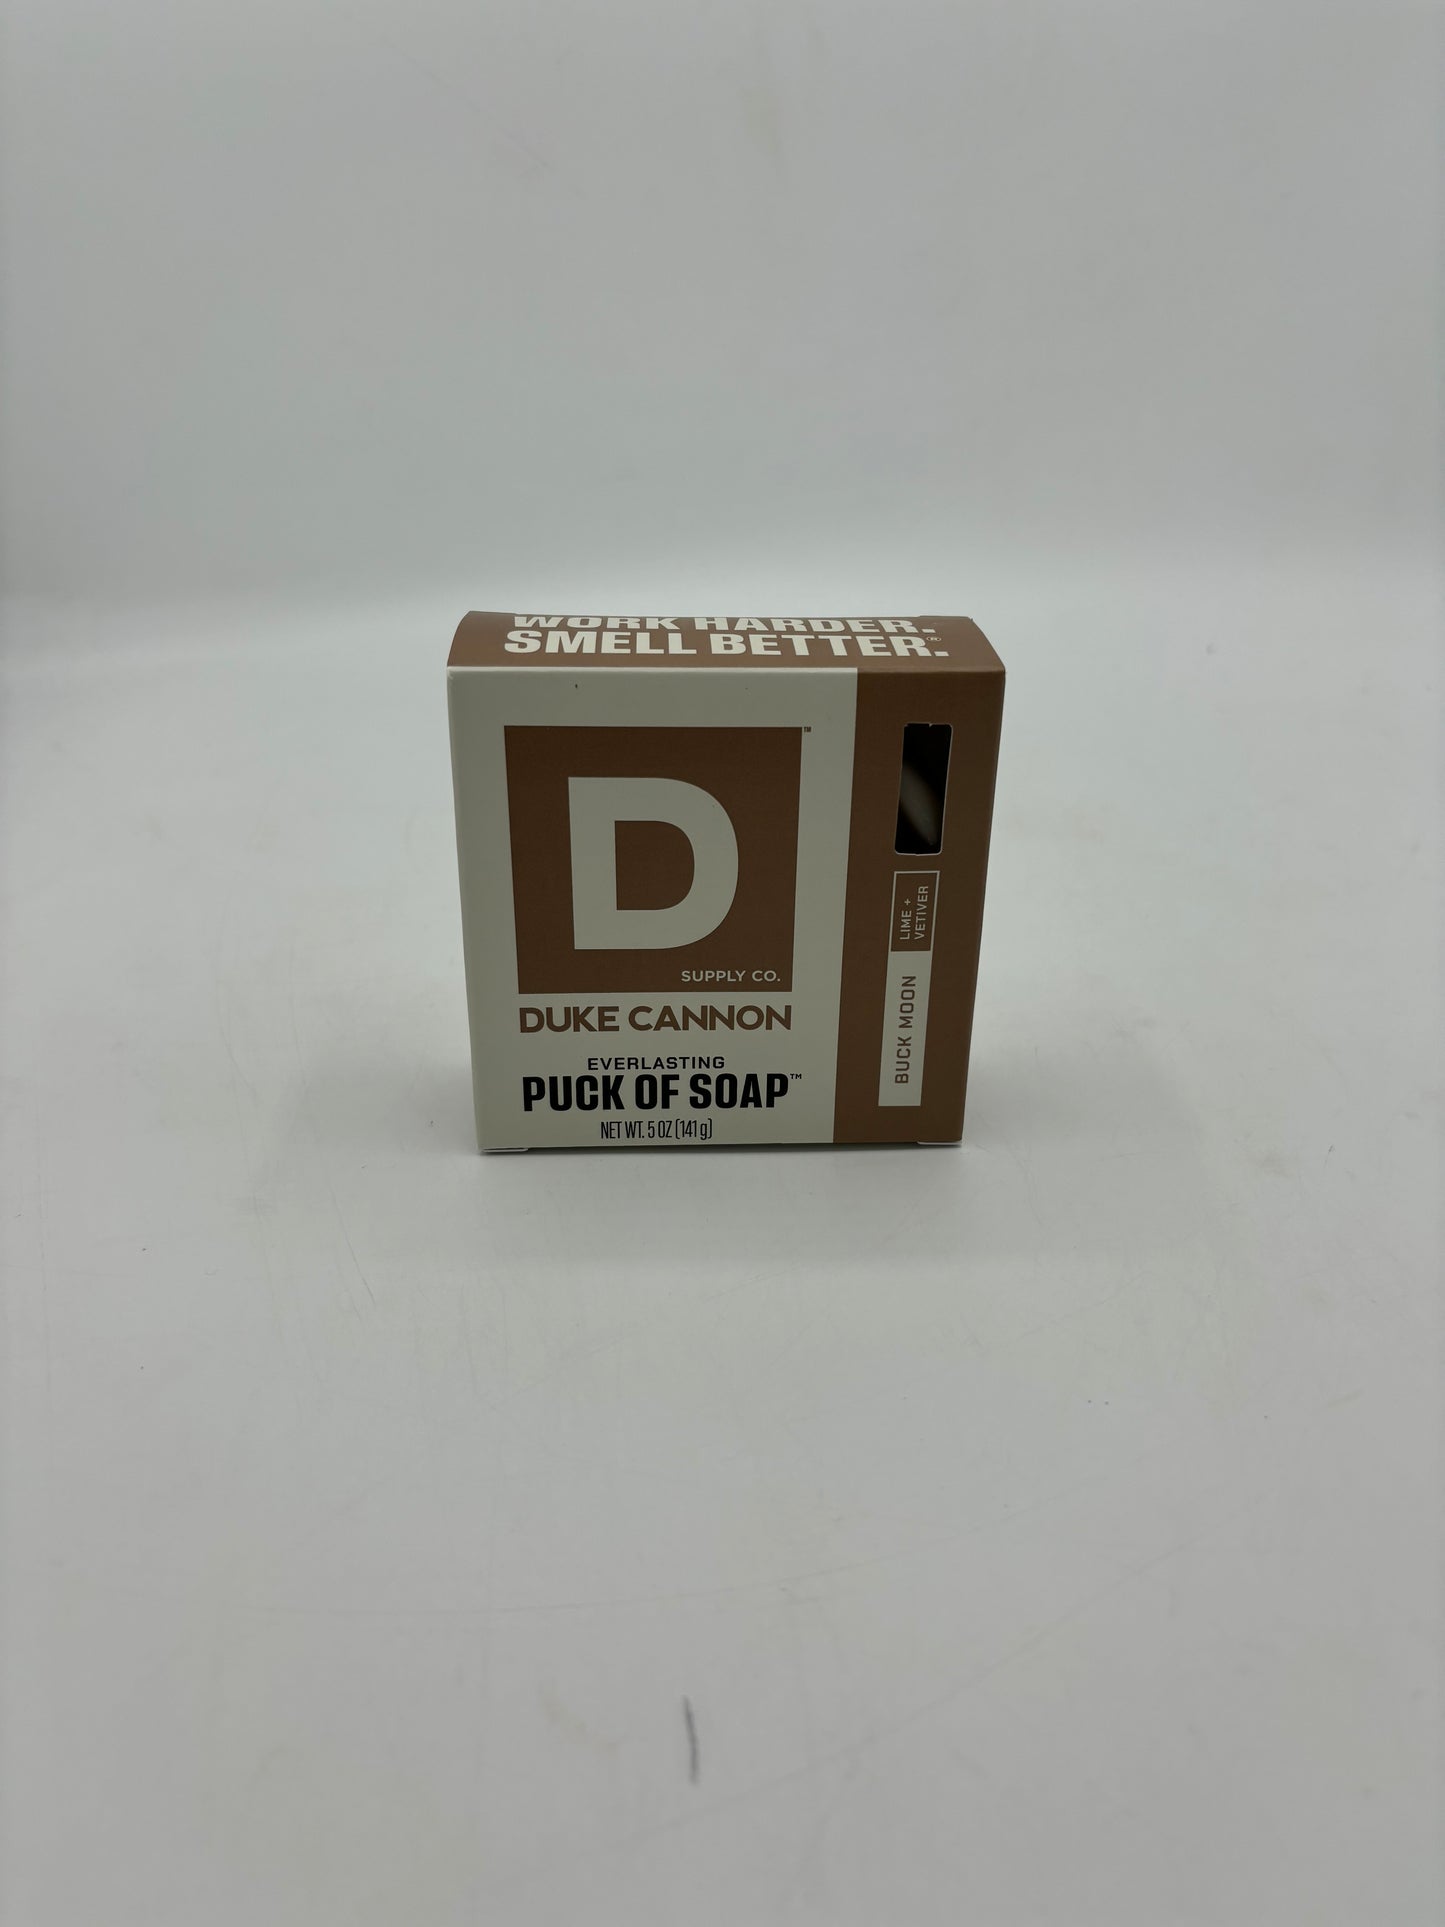 WORK HARDER.
SMELL BETTER.®
D
™
SUPPLY CO.
DUKE CANNON
EVERLASTING
PUCK OF SOAP™
NET WT. 5 OZ (141 g)
BUCK MOON
LIME +
VETIVER